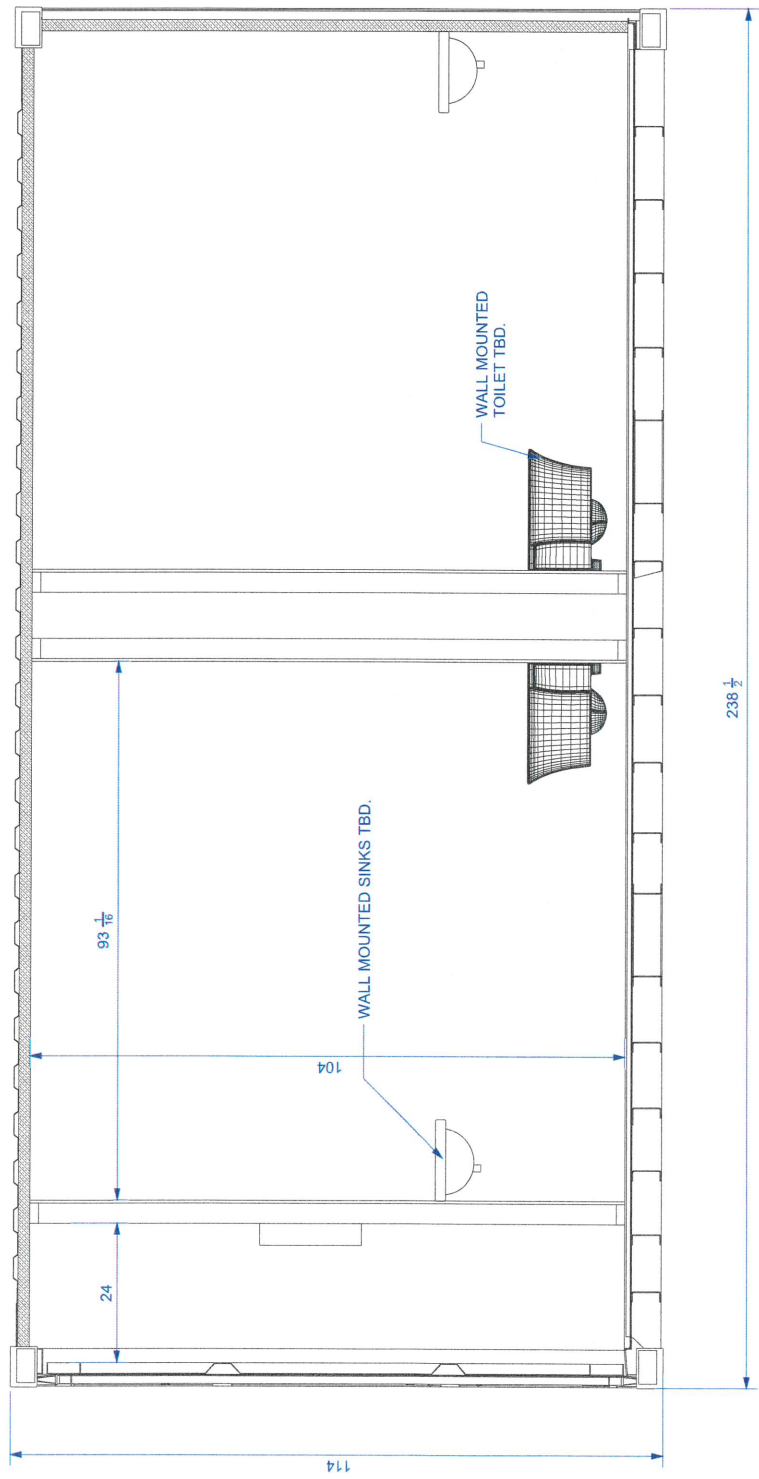 WALL MOUNTED
TOILET TBD.
238 1/2
93 1/16
WALL MOUNTED SINKS TBD.
104
24
114